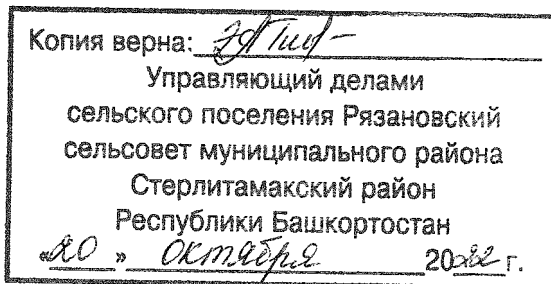 Копия верна:
Управляющий делами
сельского поселения Рязановский
сельсовет муниципального района
Стерлитамакский район
Республики Башкортостан
«20» октября 2022 г.